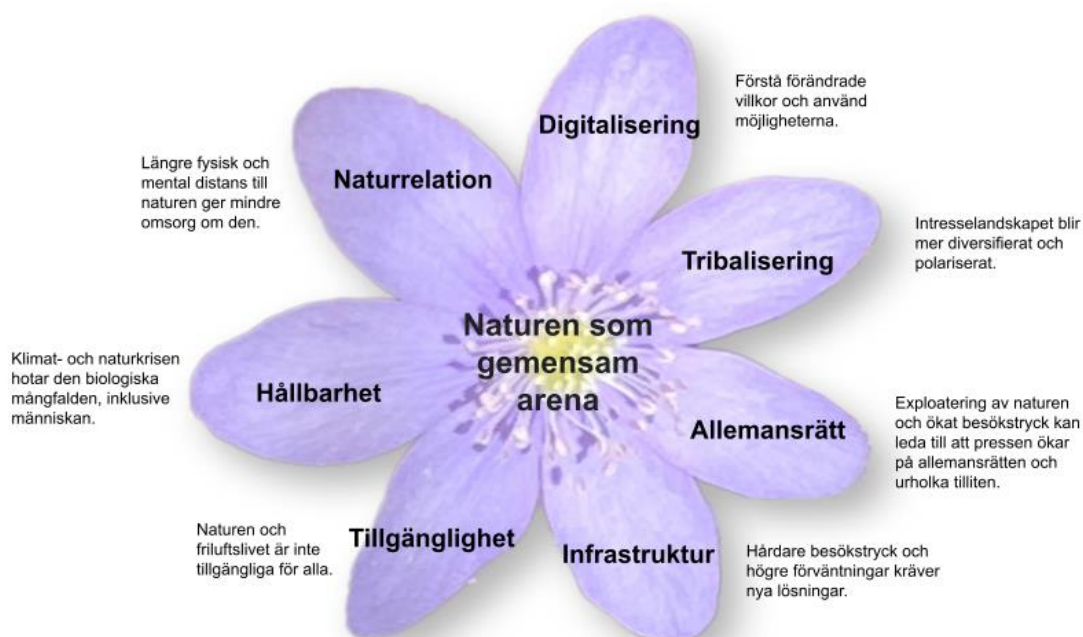 Digitalisering
Förstå förändrade
villkor och använd
möjligheterna.
Naturrelation
Längre fysisk och
mental distans till
naturen ger mindre
omsorg om den.
Tribalisering
Intresselandskapet blir
mer diversifierat och
polariserat.
Naturen som
gemensam
arena
Hållbarhet
Klimat- och naturkrisen
hotar den biologiska
mångfalden, inklusive
människan.
Allemansrätt
Exploatering av naturen
och ökat besökstryck kan
leda till att pressen ökar
på allemansrätten och
urholka tilliten.
Tillgänglighet
Naturen och
friluftslivet är inte
tillgängliga för alla.
Infrastruktur
Hårdare besökstryck och
högre förväntningar kräver
nya lösningar.